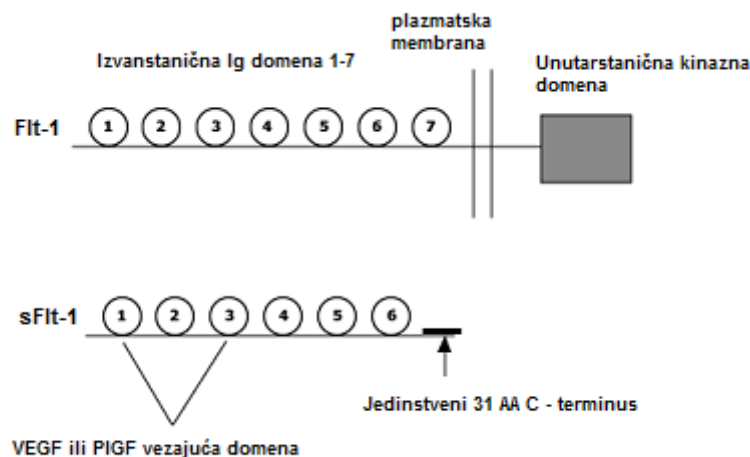 plazmatska
membrana
Izvanstanična Ig domena 1-7
Unutarstanična kinazna
domena
Flt-1
1 2 3 4 5 6 7
sFlt-1
1 2 3 4 5 6
Jedinstveni 31 AA C - terminus
VEGF ili PIGF vezajuća domena